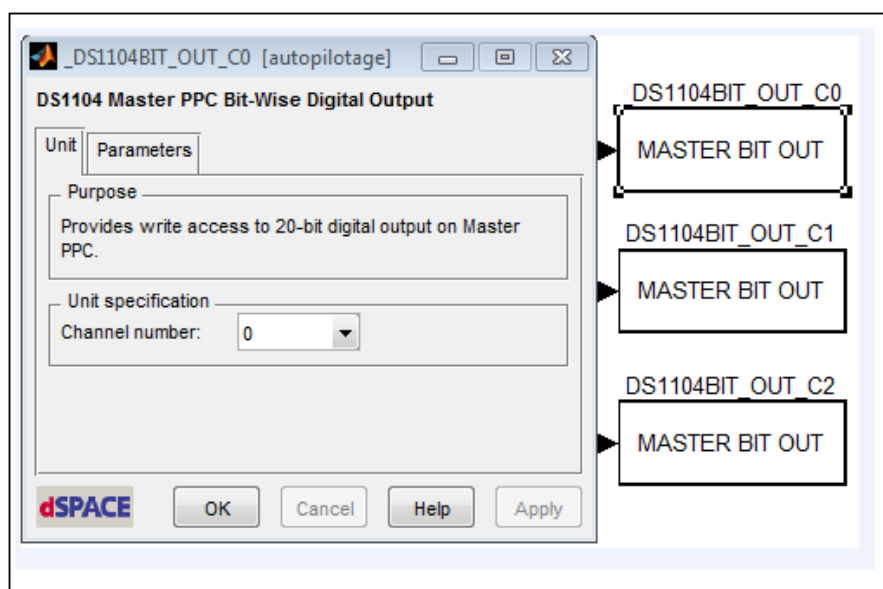 _DS1104BIT_OUT_C0 [autopilotage]
DS1104 Master PPC Bit-Wise Digital Output
Unit
Parameters
Purpose
Provides write access to 20-bit digital output on Master
PPC.
Unit specification
Channel number:
0
dSPACE
OK
Cancel
Help
Apply
_DS1104BIT_OUT_C0
MASTER BIT OUT
DS1104BIT_OUT_C1
MASTER BIT OUT
DS1104BIT_OUT_C2
MASTER BIT OUT